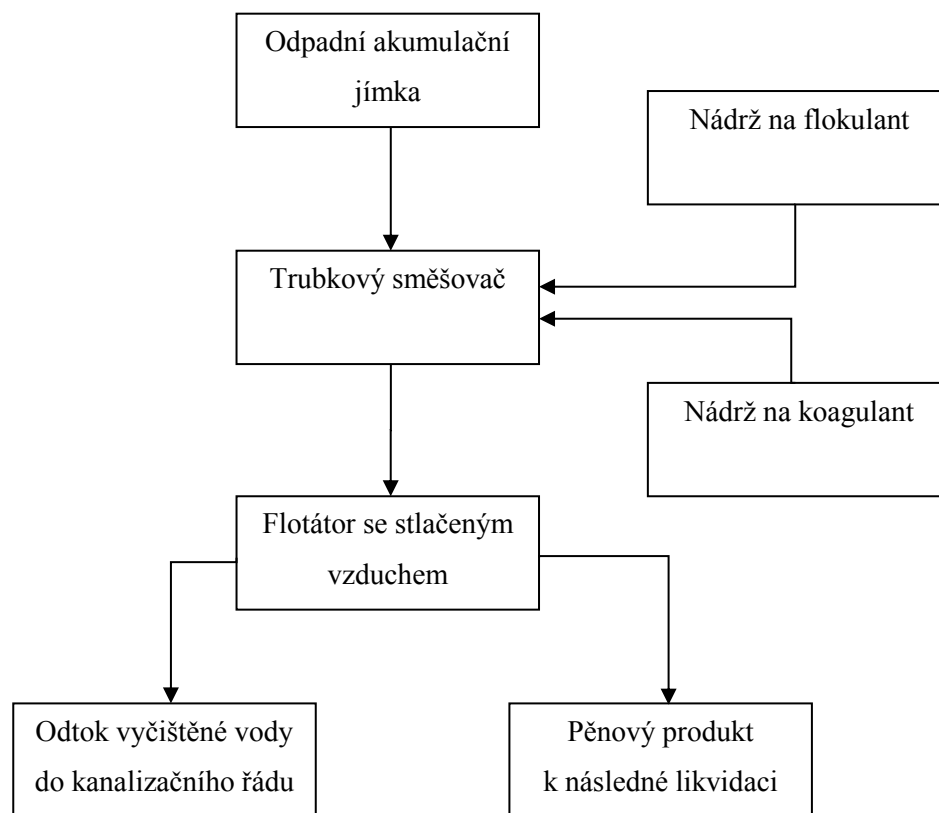 Odpadní akumulační
jímka
Nádrž na flokulant
Trubkový směšovač
Nádrž na koagulant
Flotátor se stlačeným
vzduchem
Odtok vyčištěné vody
do kanalizačního řádu
Pěnový produkt
k následné likvidaci